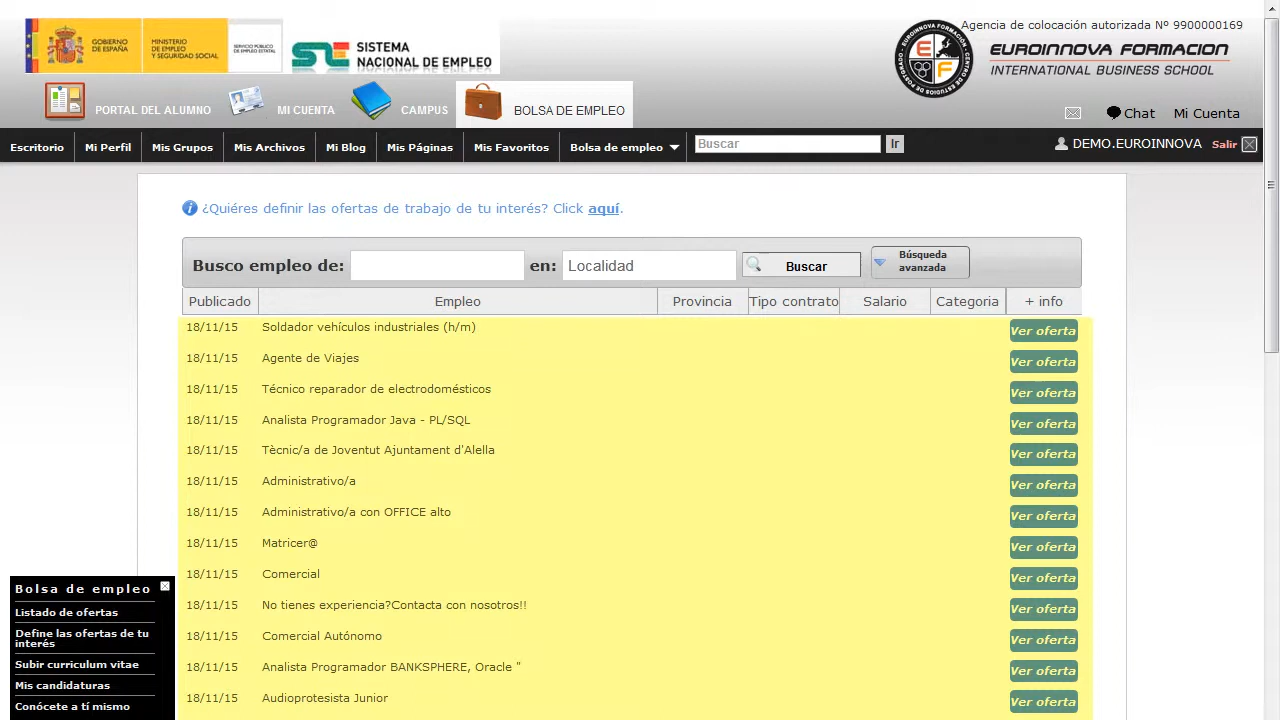 GOBIERNO DE ESPAÑA
MINISTERIO DE EMPLEO Y SEGURIDAD SOCIAL
SERVICIO PÚBLICO DE EMPLEO ESTATAL
SISTEMA NACIONAL DE EMPLEO
Agencia de colocación autorizada Nº 9900000169
EUROINNOVA FORMACION
INTERNATIONAL BUSINESS SCHOOL
PORTAL DEL ALUMNO
MI CUENTA
CAMPUS
BOLSA DE EMPLEO
Chat
Mi Cuenta
Escritorio
Mi Perfil
Mis Grupos
Mis Archivos
Mi Blog
Mis Páginas
Mis Favoritos
Bolsa de empleo
Buscar
Ir
DEMO.EUROINNOVA
Salir
¿Quiéres definir las ofertas de trabajo de tu interés? Click aquí.
Busco empleo de:
en:
Localidad
Buscar
Búsqueda avanzada
Publicado Empleo Provincia Tipo contrato Salario Categoria + info
18/11/15 Soldador vehículos industriales (h/m) Ver oferta
18/11/15 Agente de Viajes Ver oferta
18/11/15 Técnico reparador de electrodomésticos Ver oferta
18/11/15 Analista Programador Java - PL/SQL Ver oferta
18/11/15 Tècnic/a de Joventut Ajuntament d'Alella Ver oferta
18/11/15 Administrativo/a Ver oferta
18/11/15 Administrativo/a con OFFICE alto Ver oferta
18/11/15 Matricer@ Ver oferta
18/11/15 Comercial Ver oferta
18/11/15 No tienes experiencia?Contacta con nosotros!! Ver oferta
18/11/15 Comercial Autónomo Ver oferta
18/11/15 Analista Programador BANKSPHERE, Oracle " Ver oferta
18/11/15 Audioprotesista Junior Ver oferta
Bolsa de empleo
Listado de ofertas
Define las ofertas de tu
interés
Subir curriculum vitae
Mis candidaturas
Conócete a tí mismo